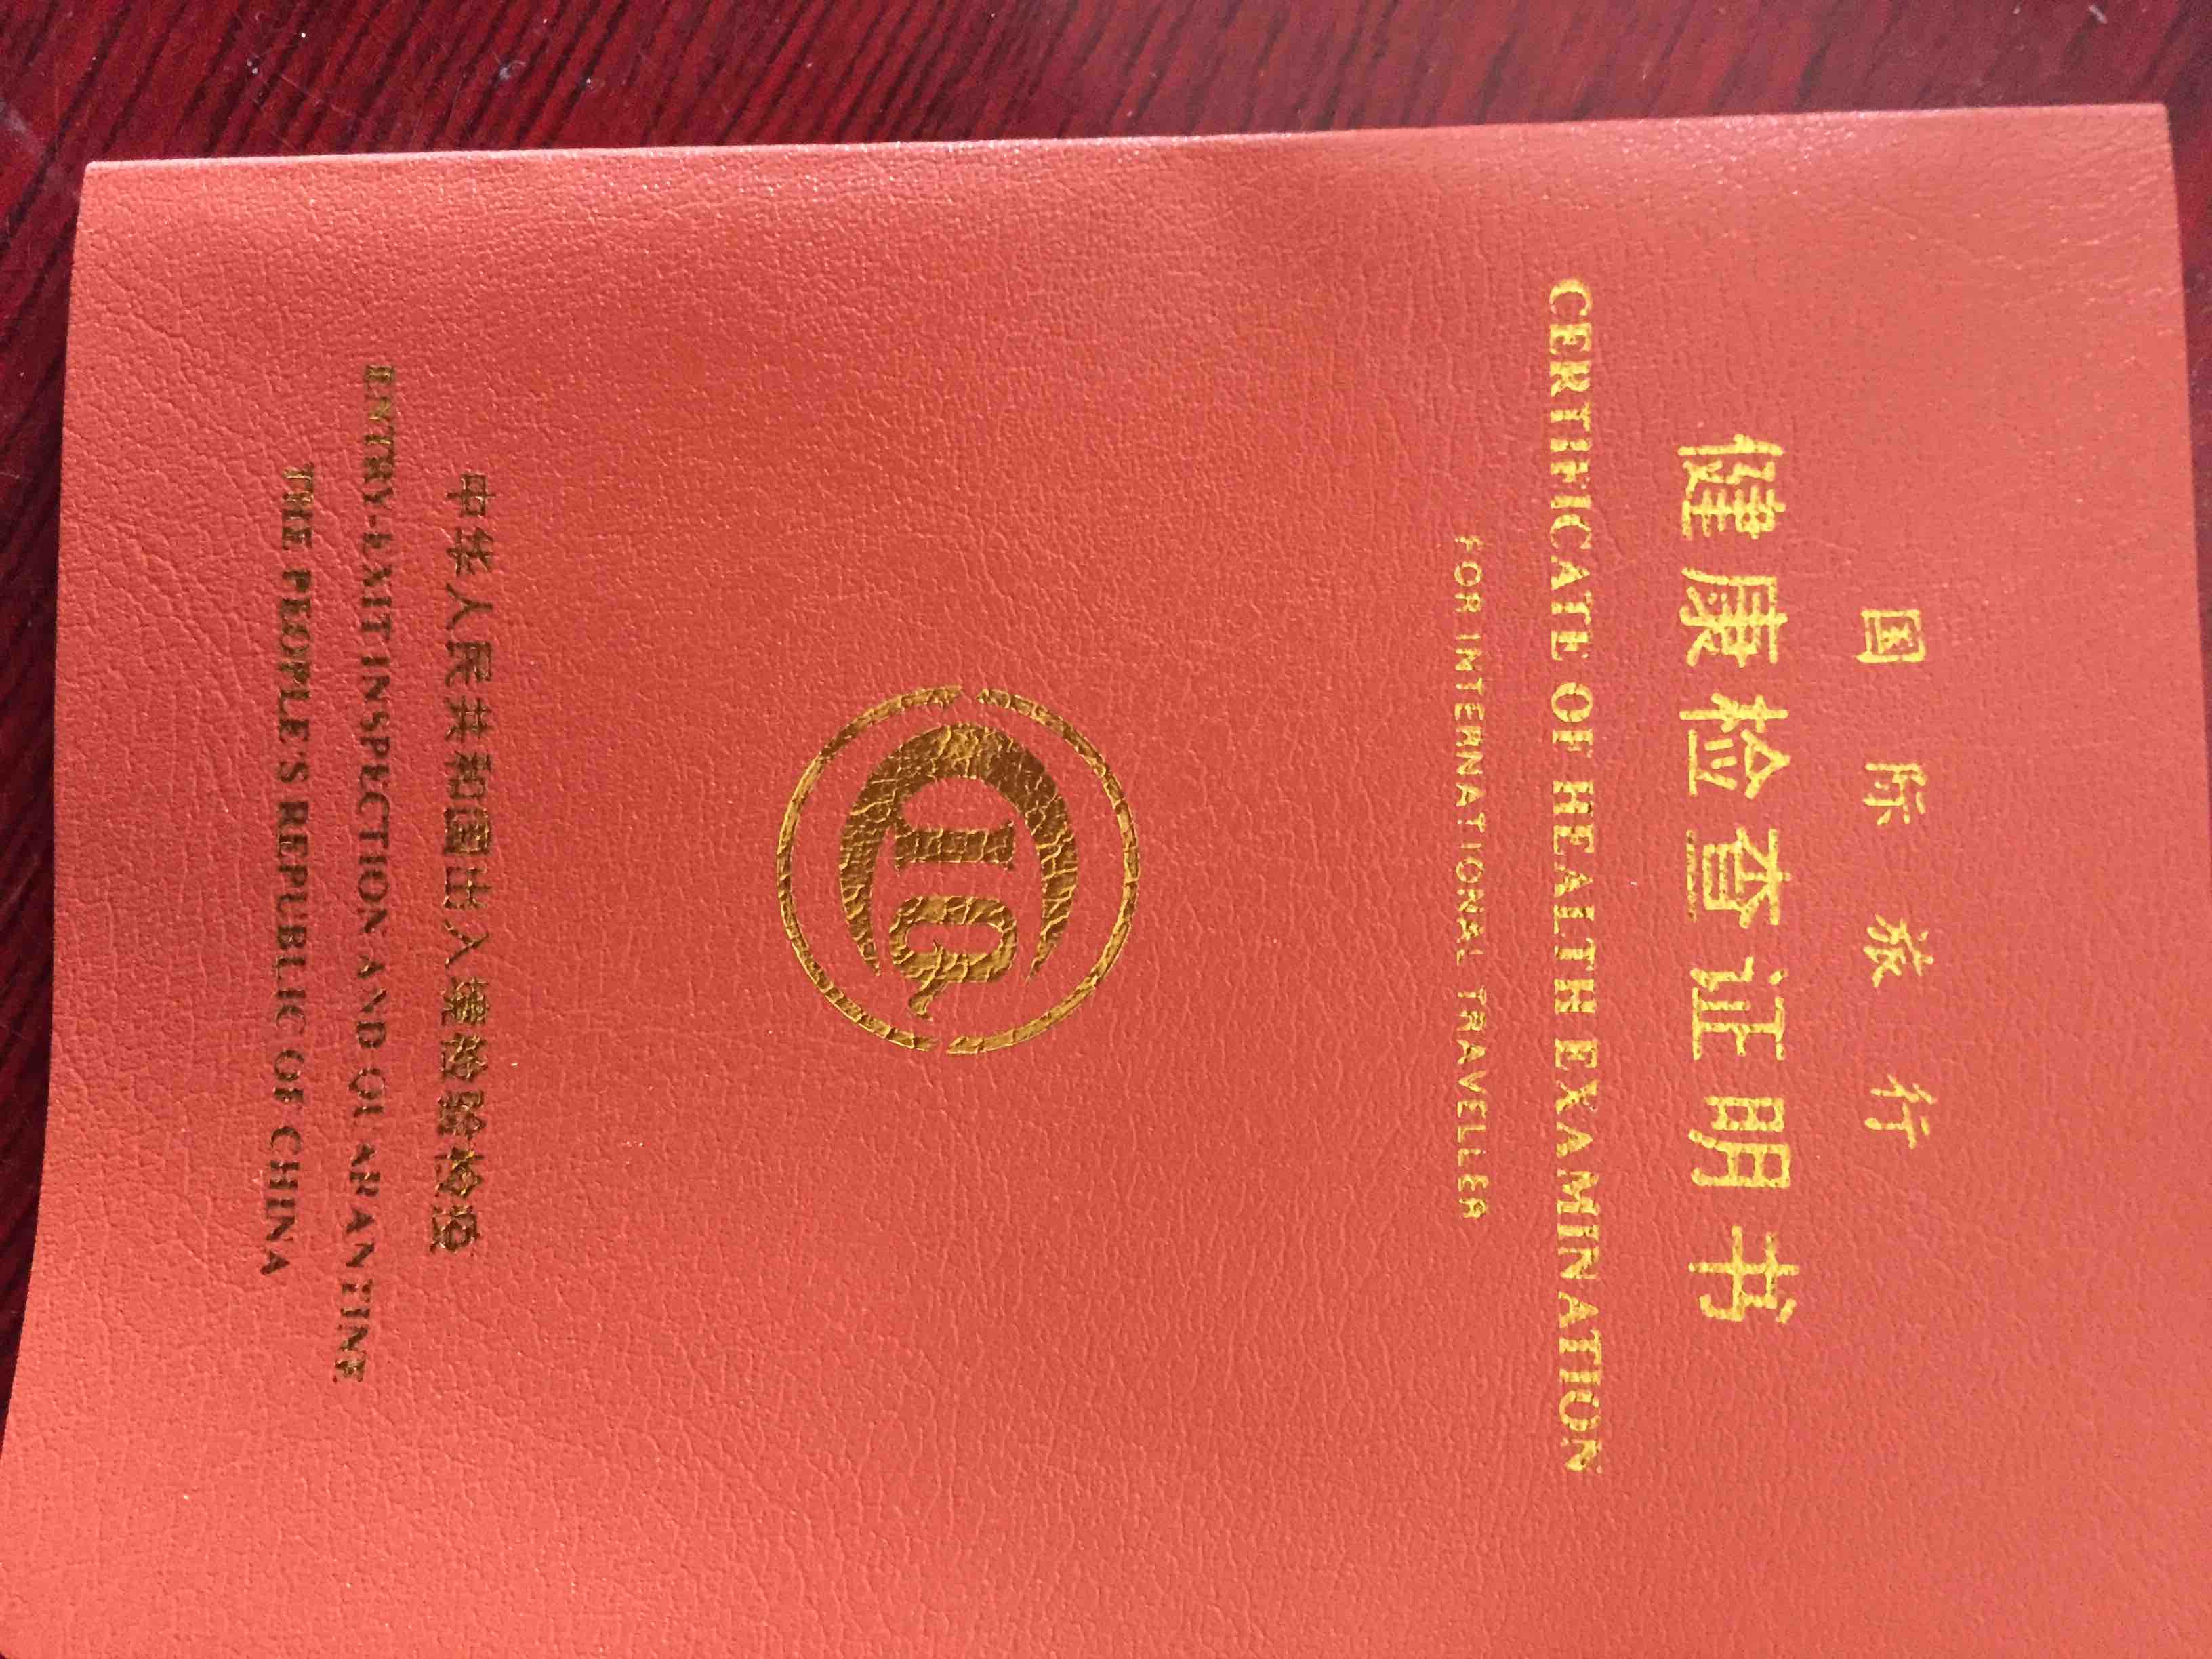 国际旅行
健康检查证明书
CERTIFICATE OF HEALTH EXAMINATION
FOR INTERNATIONAL TRAVELLER
CIQ
中华人民共和国出入境检验检疫
ENTRY-EXIT INSPECTION AND QUARANTINE
THE PEOPLE'S REPUBLIC OF CHINA